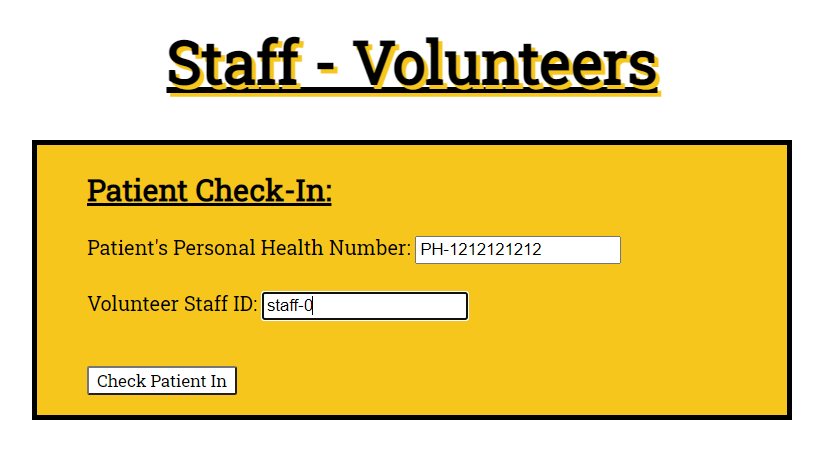 Staff - Volunteers
Patient Check-In:
Patient's Personal Health Number: PH-1212121212
Volunteer Staff ID: staff-0
Check Patient In